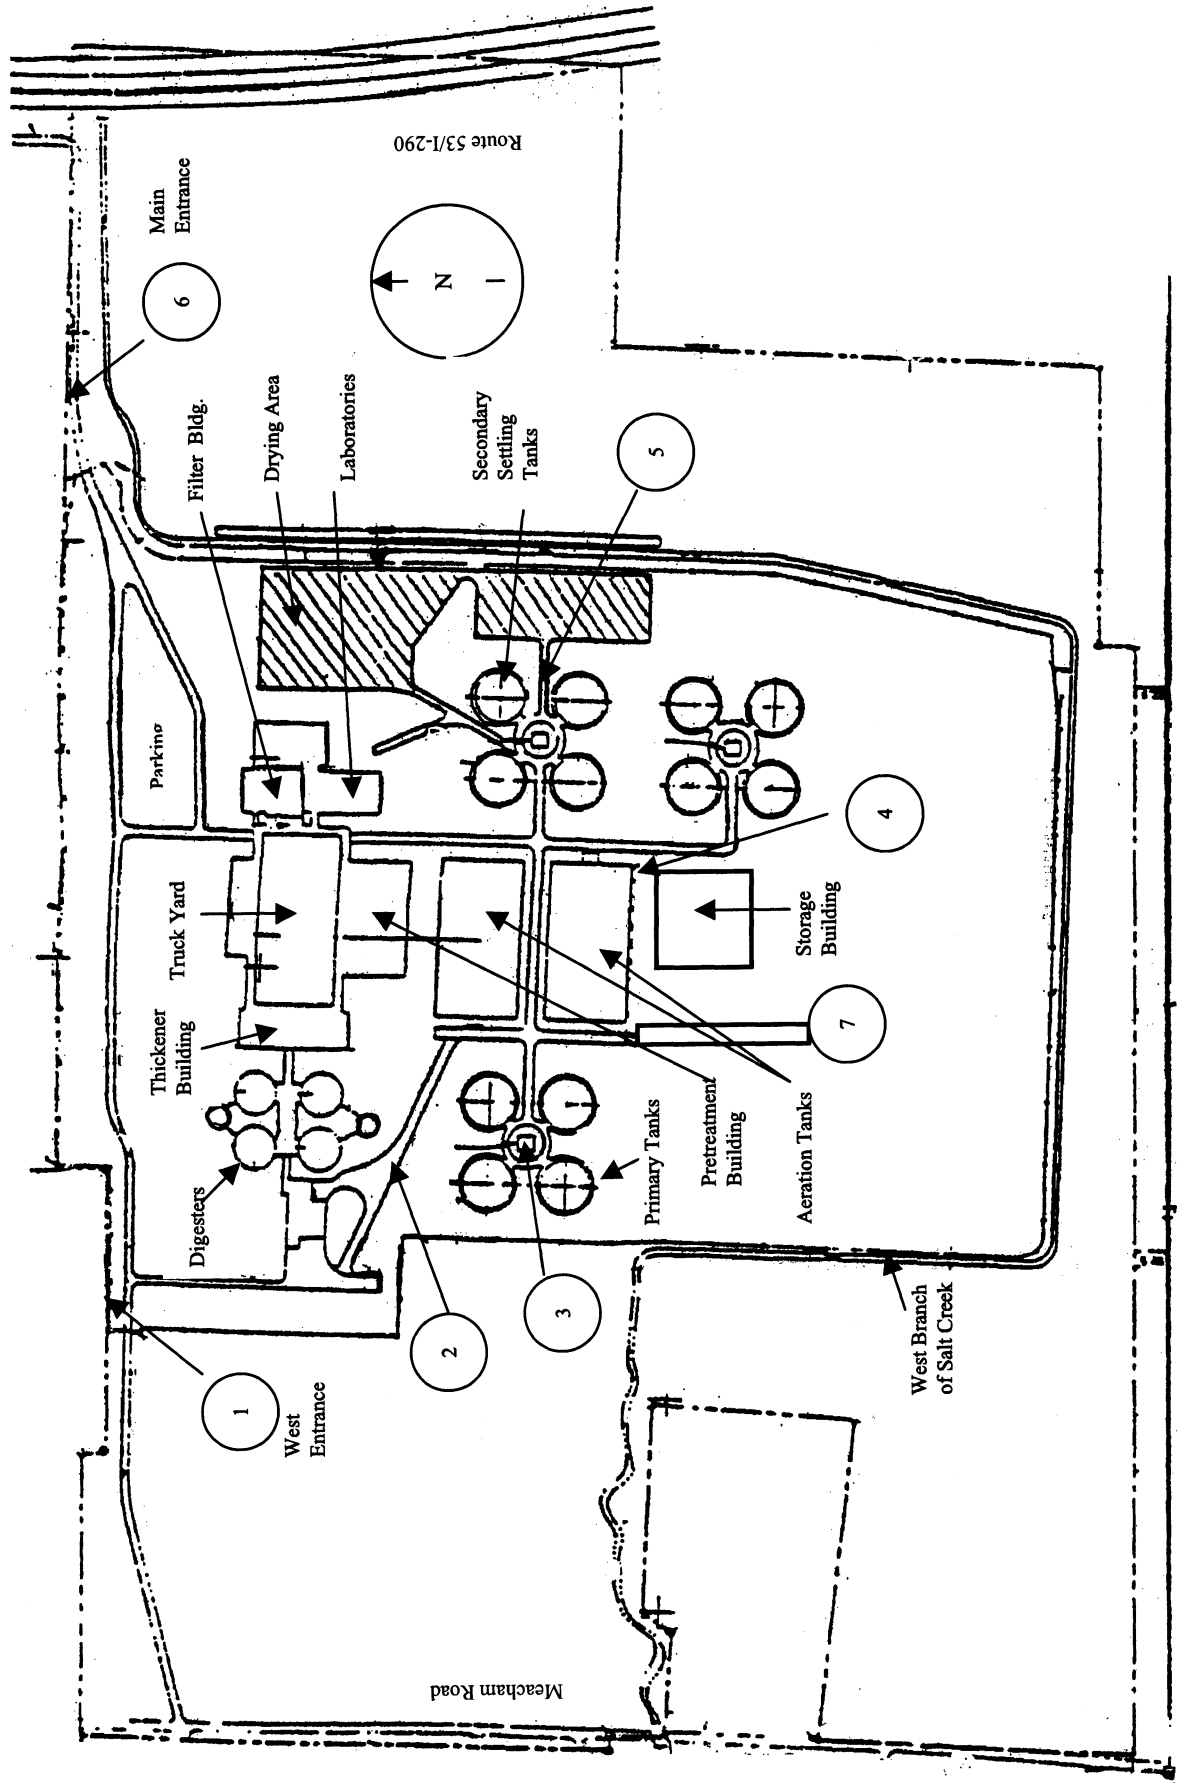 Route 53/I-290
Main
Entrance
6
N
Filter Bldg.
Drying Area
Laboratories
Secondary
Settling
Tanks
5
Parking
4
Truck Yard
Storage
Building
Thickener
Building
7
Digesters
Primary Tanks
Pretreatment
Building
Aeration Tanks
2
3
West Branch
of Salt Creek
1
West
Entrance
Meacham Road